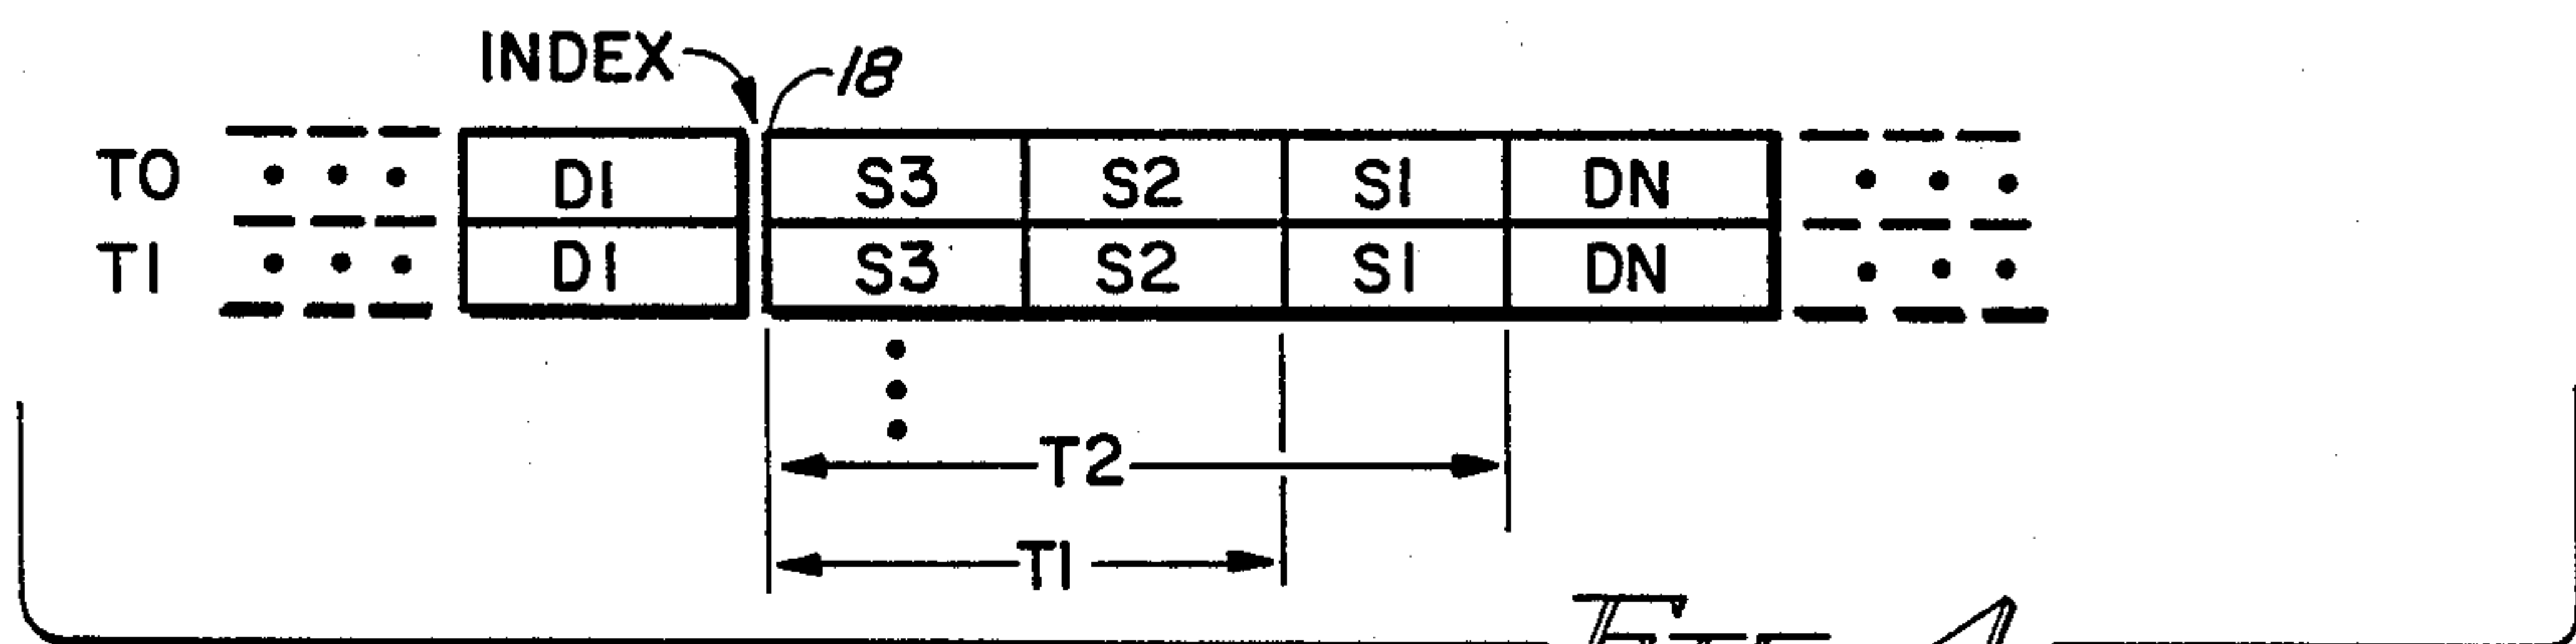 INDEX 18
T0 • • • D1 S3 S2 S1 DN • • •
T1 • • • D1 S3 S2 S1 DN • • •
T2
T1